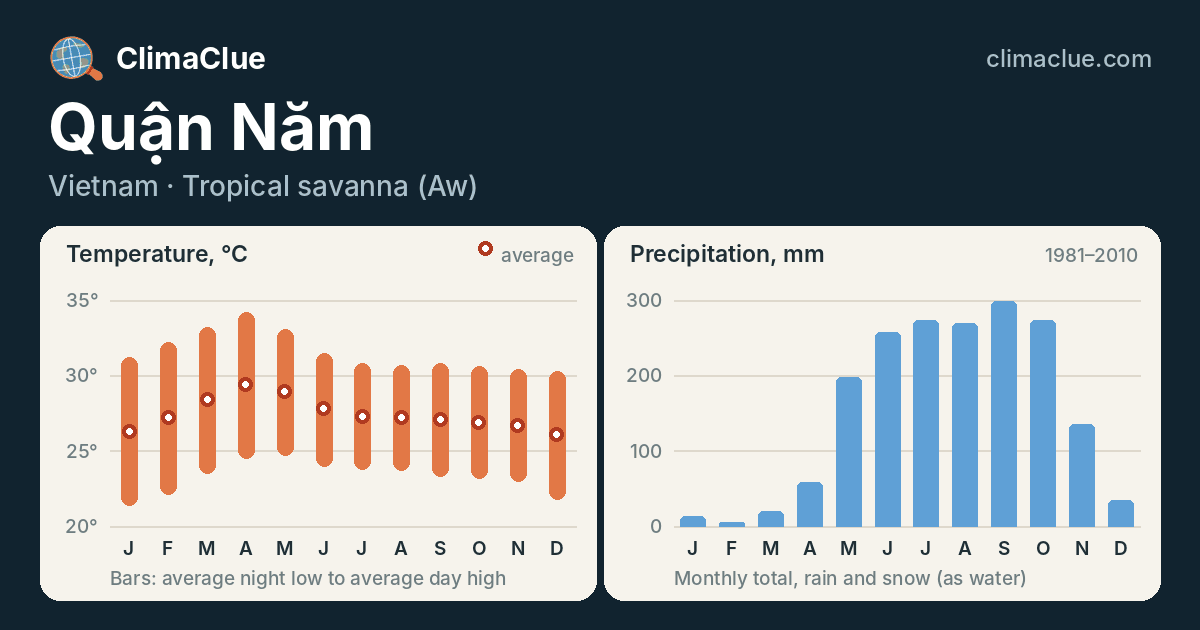 ClimaClue
climaclue.com
Quận Năm
Vietnam · Tropical savanna (Aw)
Temperature, °C
average
35°
30°
25°
20°
J F M A M J J A S O N D
Bars: average night low to average day high
Precipitation, mm
1981–2010
300
200
100
0
J F M A M J J A S O N D
Monthly total, rain and snow (as water)